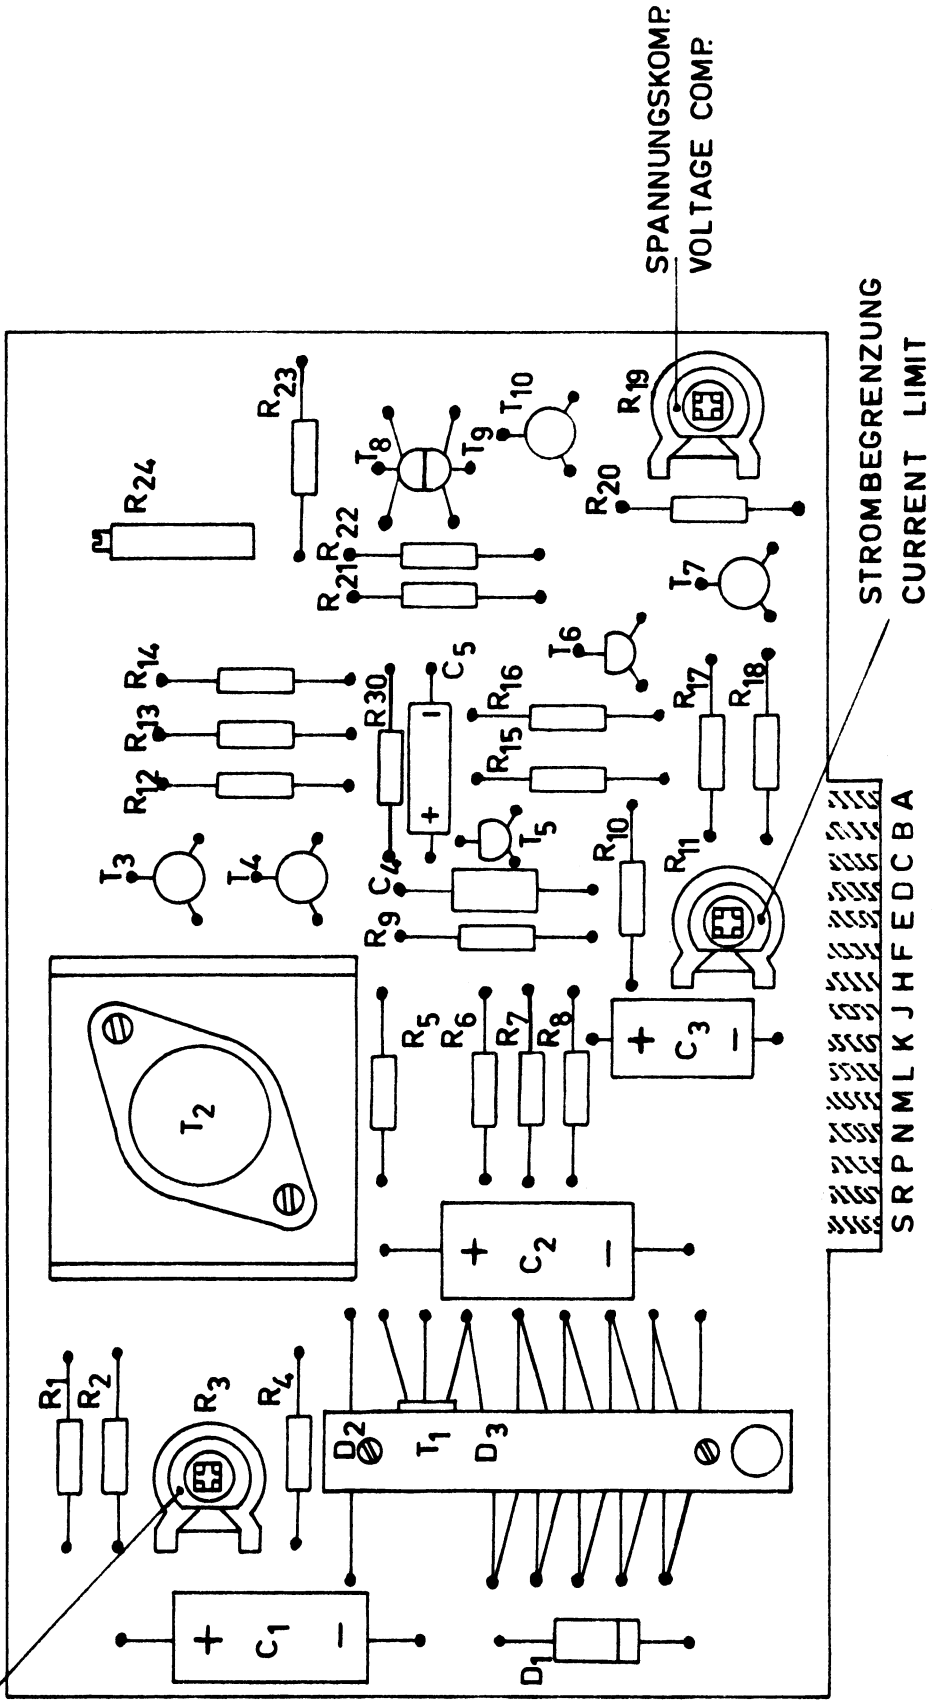 SPANNUNGSKOMP.
VOLTAGE COMP.
STROMBEGRENZUNG
CURRENT LIMIT
R1
R2
R3
R4
C1
D1
D2
T1
D3
T2
C2
R5
R6
R7
R8
C3
T3
T4
R9
C4
T5
R10
R11
R12
R13
R14
R30
C5
R15
R16
T6
R17
R18
R21
R22
T7
R20
R24
R23
T8
T9
T10
R19
+
−
+
−
+
−
+
−
S R P N M L K J H F E D C B A